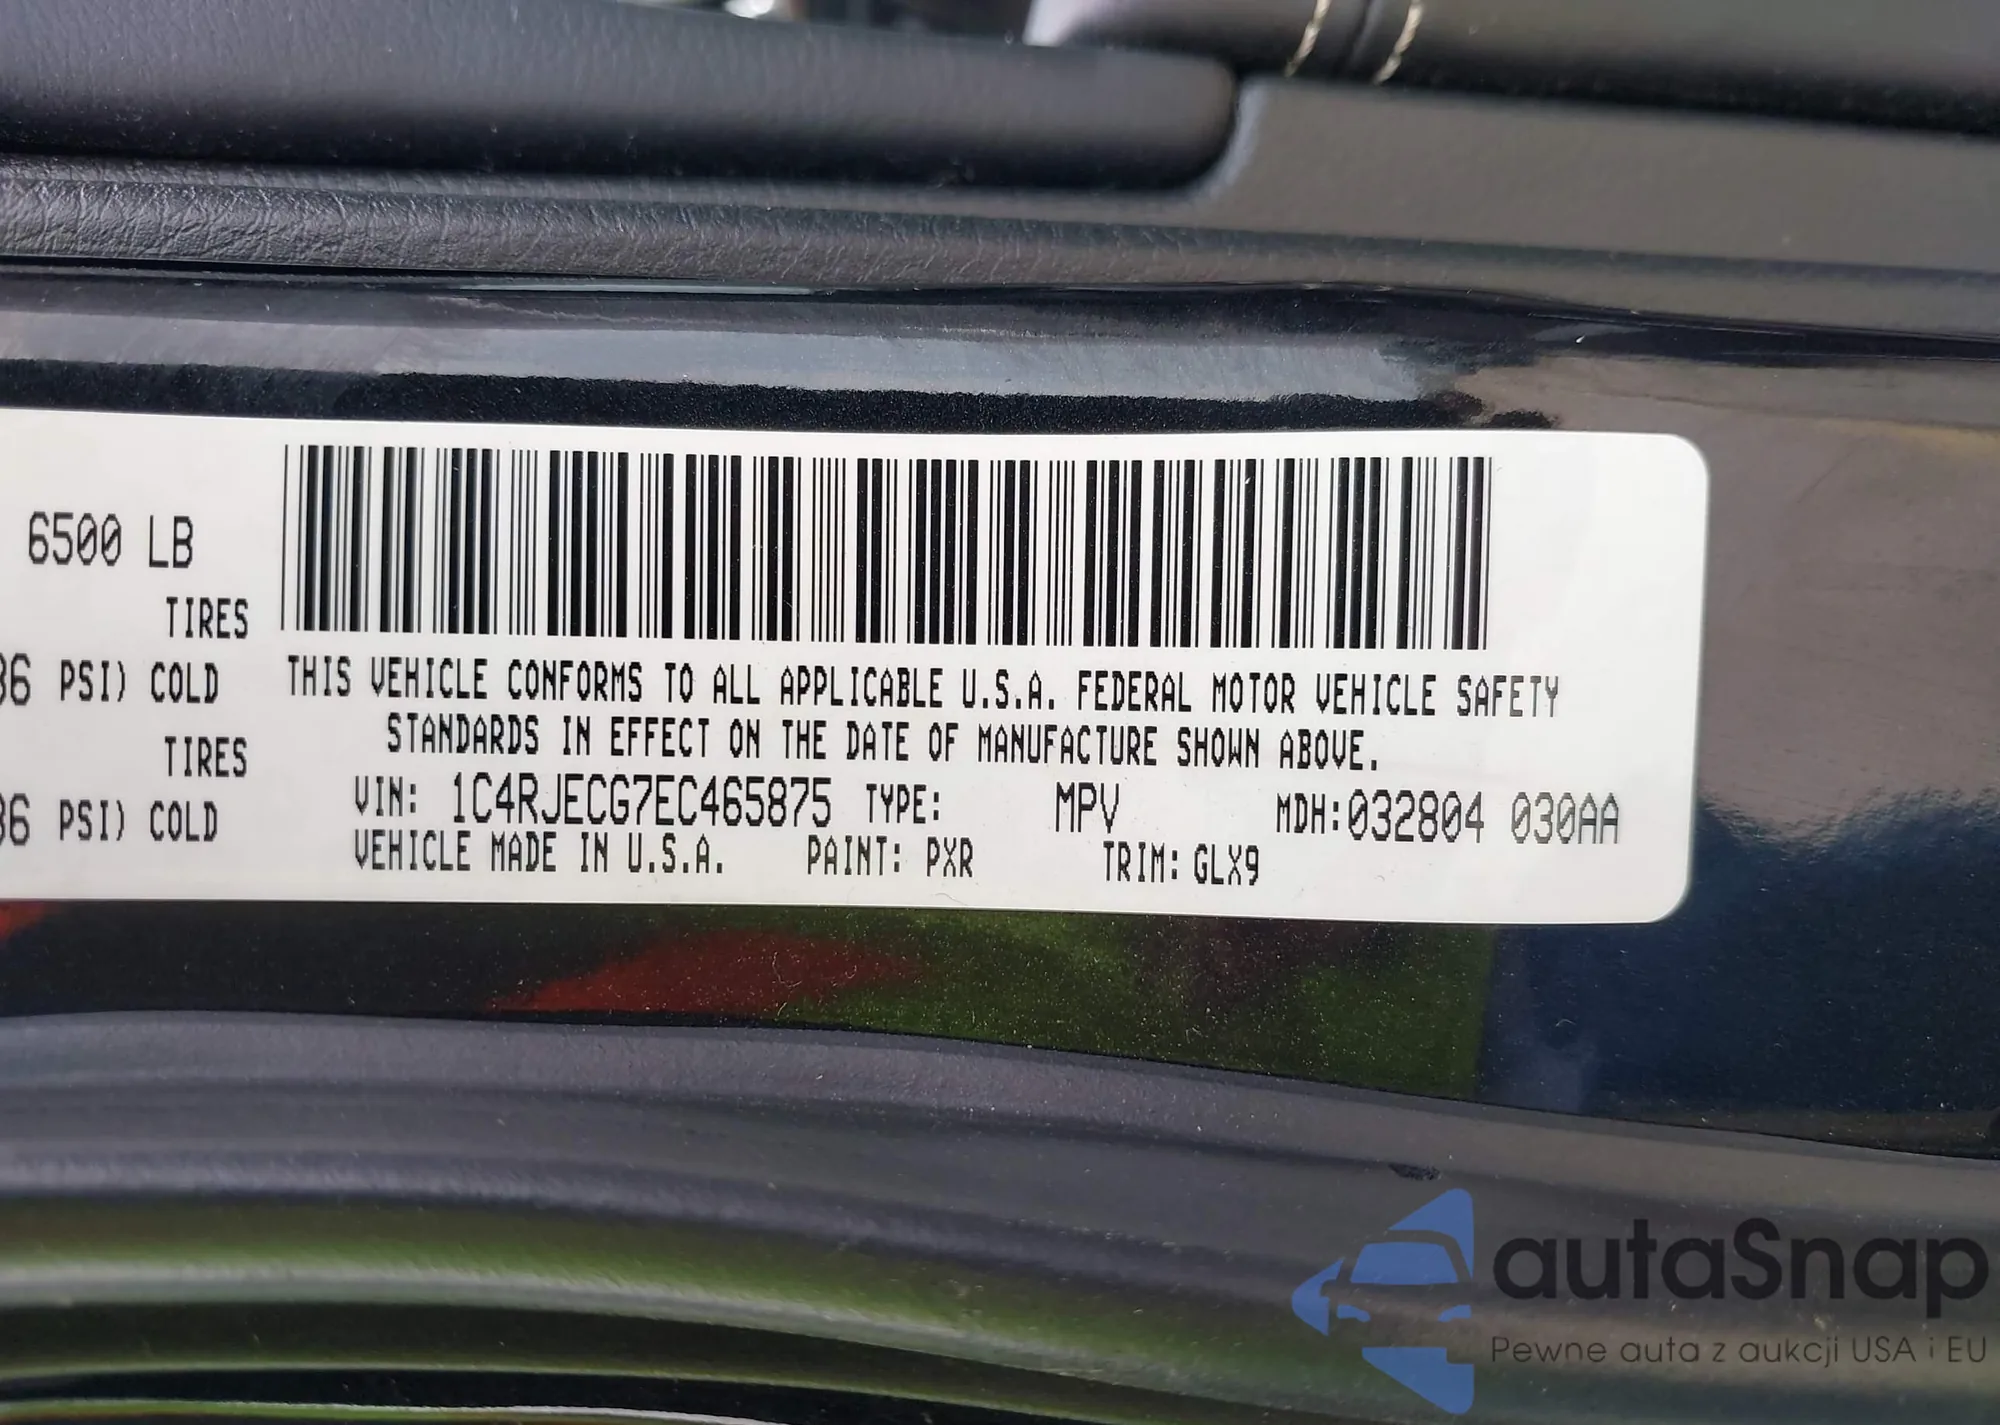 6500 LB
TIRES
36 PSI) COLD
TIRES
36 PSI) COLD
THIS VEHICLE CONFORMS TO ALL APPLICABLE U.S.A. FEDERAL MOTOR VEHICLE SAFETY
STANDARDS IN EFFECT ON THE DATE OF MANUFACTURE SHOWN ABOVE.
VIN: 1C4RJECG7EC465875 TYPE: MPV MDH:032804 030AA
VEHICLE MADE IN U.S.A. PAINT: PXR TRIM: GLX9
autaSnap
Pewne auta z aukcji USA i EU